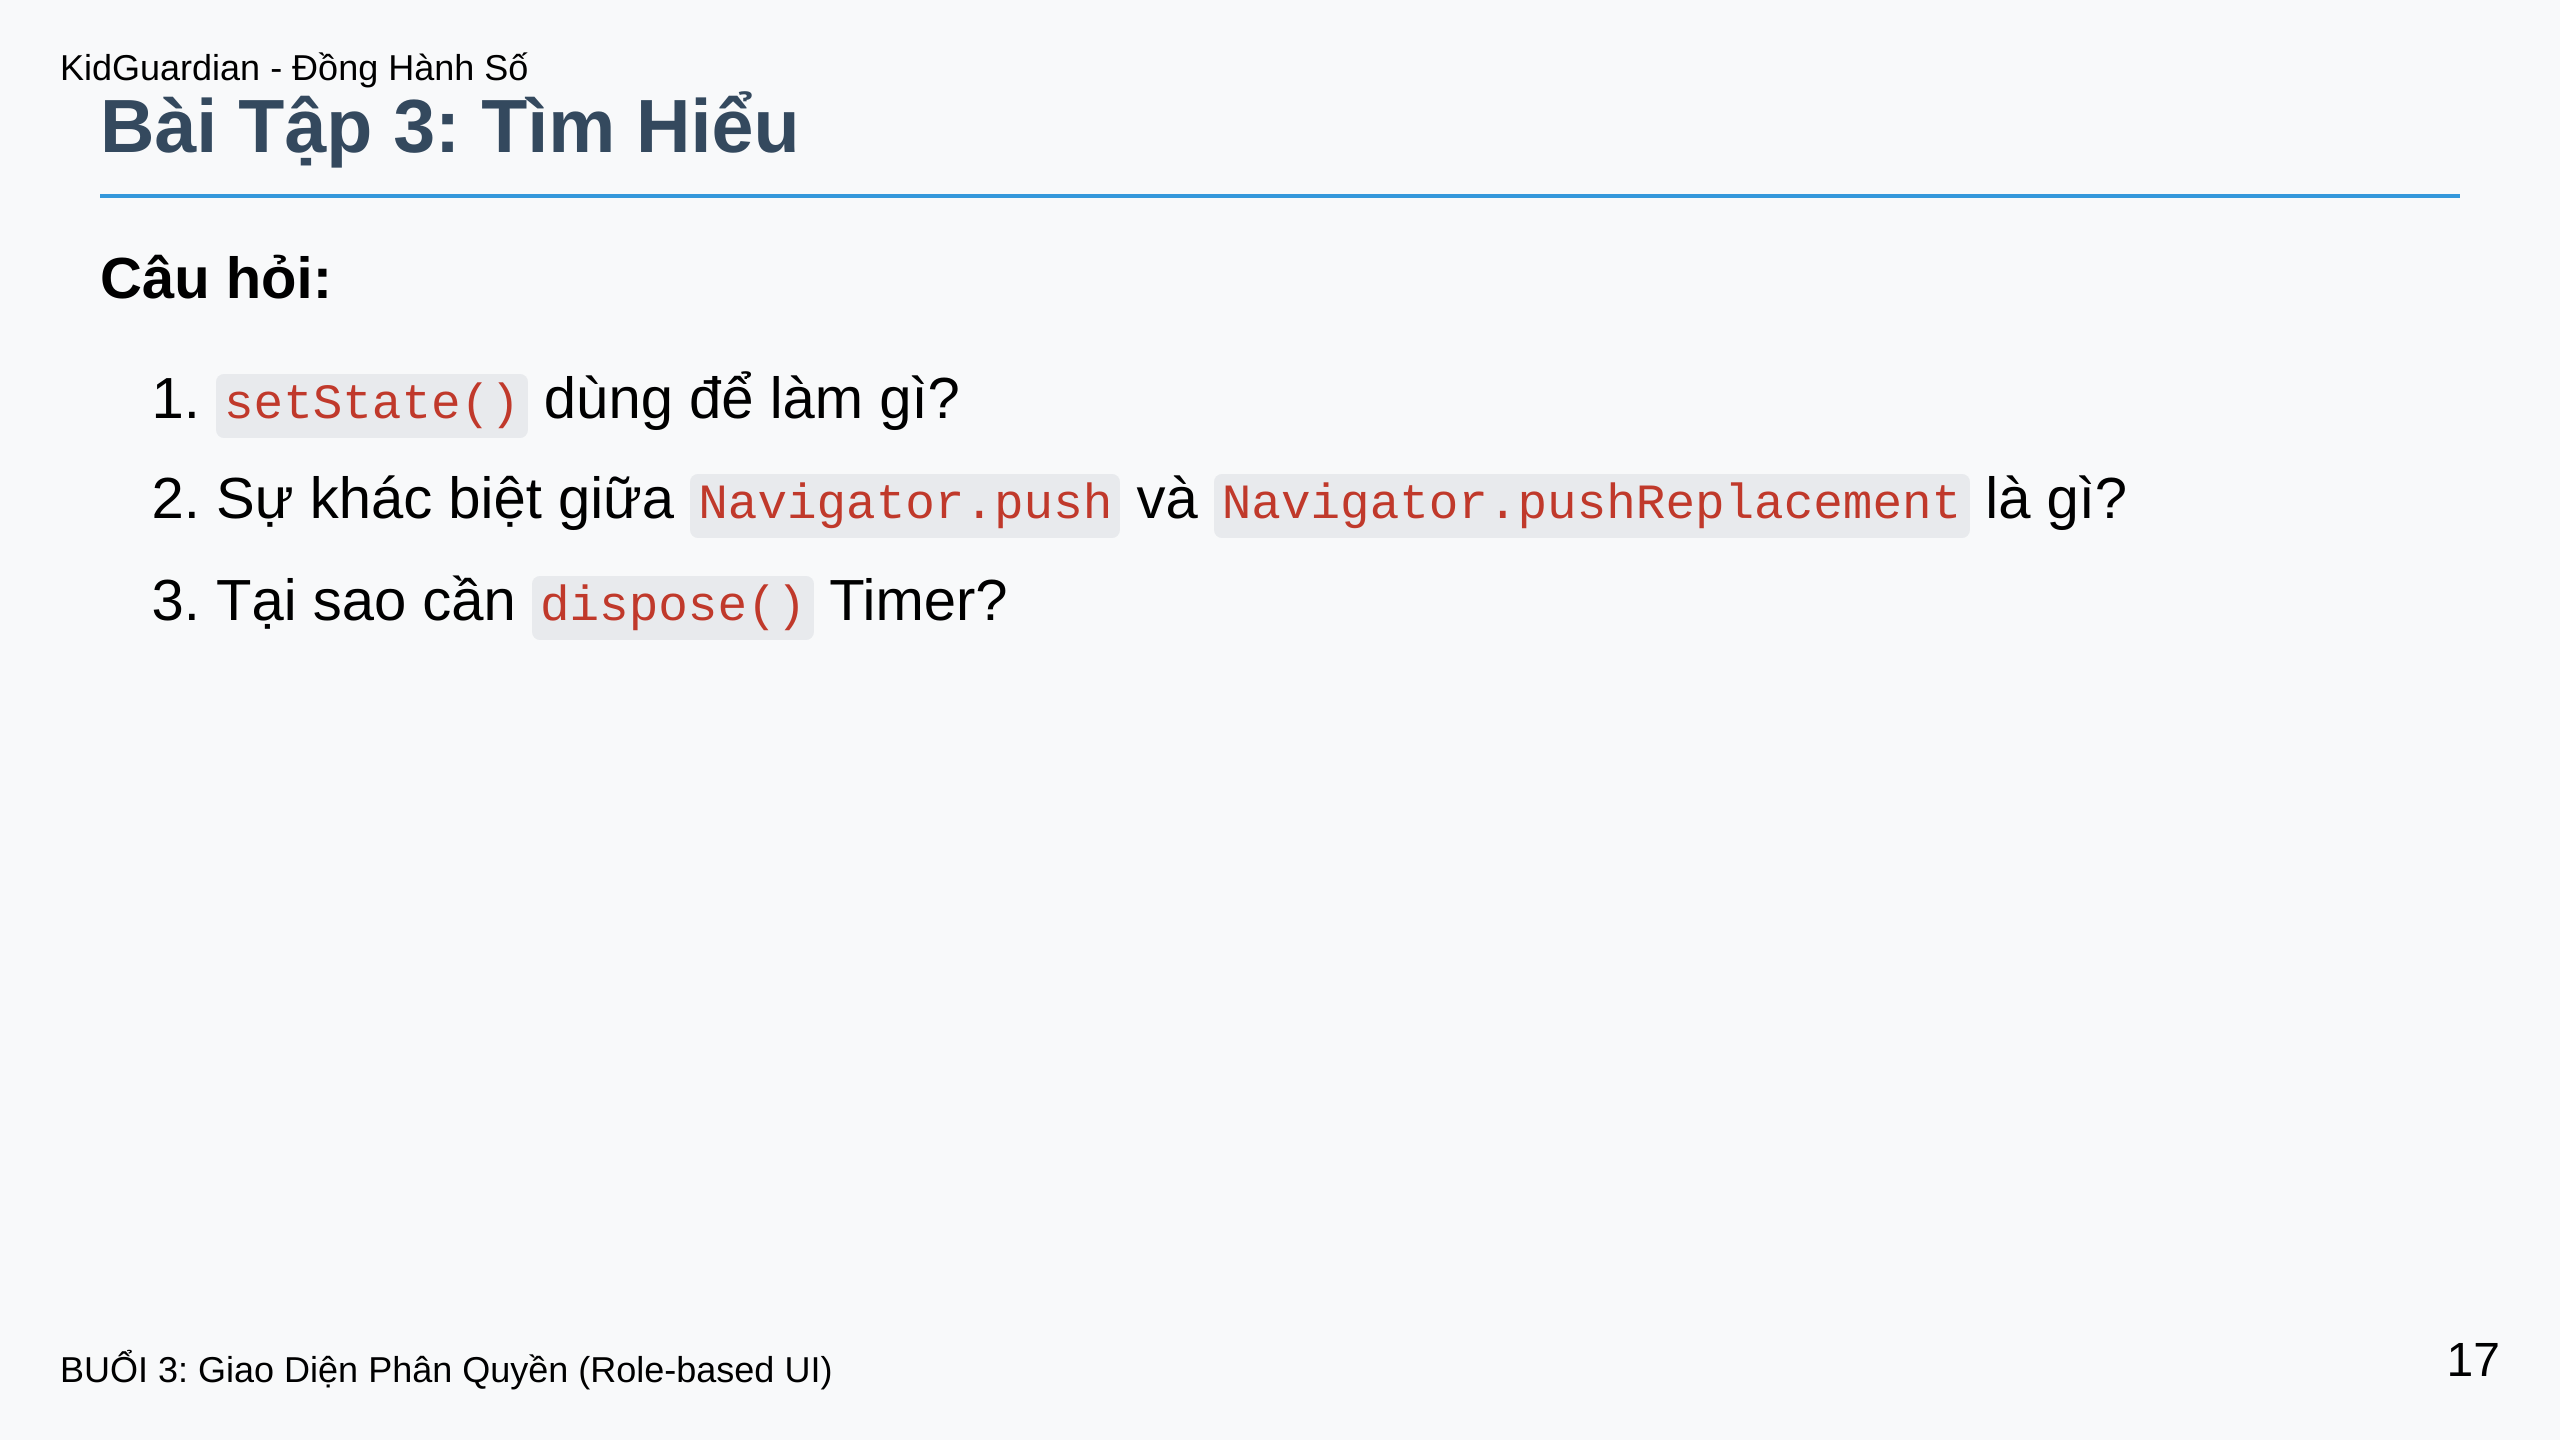 KidGuardian - Đồng Hành Số
Bài Tập 3: Tìm Hiểu
Câu hỏi:
1. setState() dùng để làm gì?
2. Sự khác biệt giữa Navigator.push và Navigator.pushReplacement là gì?
3. Tại sao cần dispose() Timer?
BUỔI 3: Giao Diện Phân Quyền (Role-based UI)
17